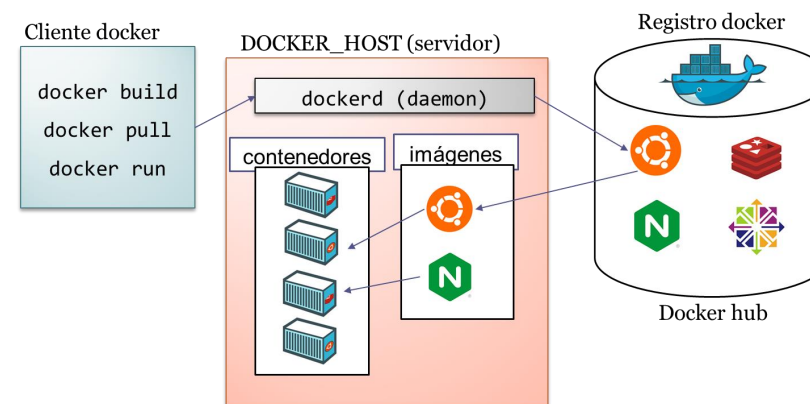 Cliente docker
docker build
docker pull
docker run
DOCKER_HOST (servidor)
dockerd (daemon)
contenedores
imágenes
Registro docker
N
N
Docker hub